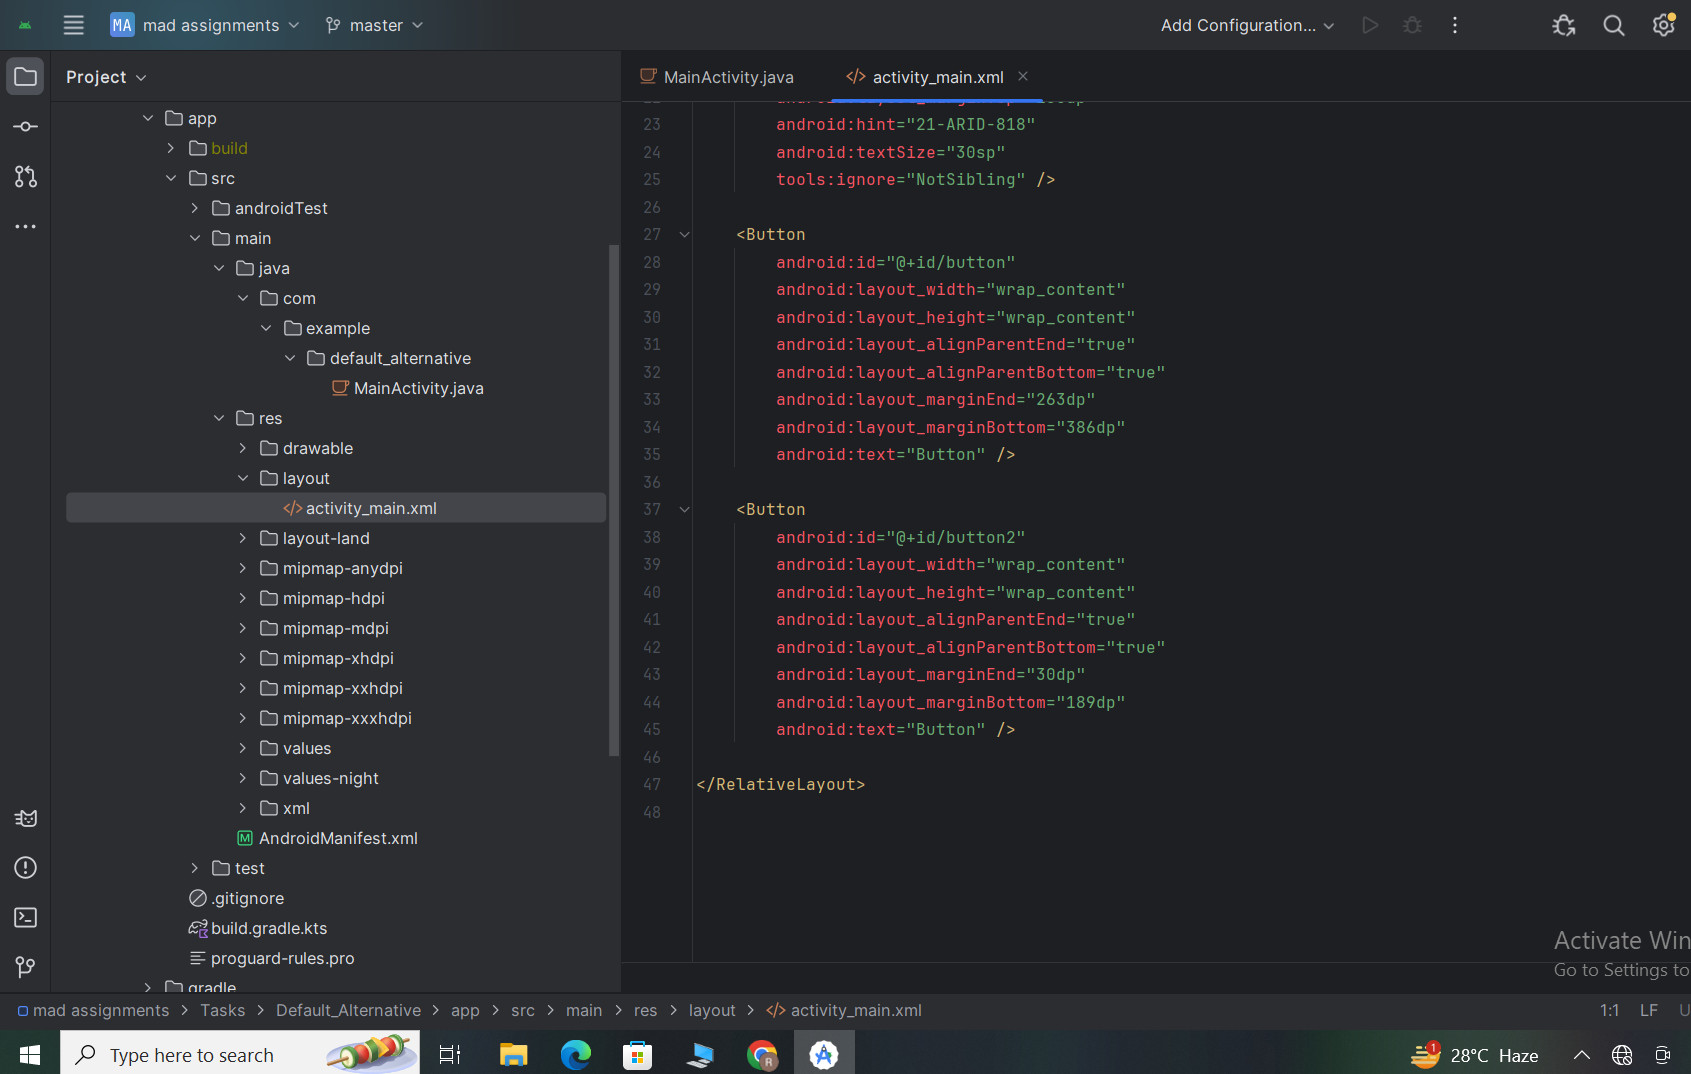 MA mad assignments master Add Configuration...
Project
MainActivity.java activity_main.xml
app
build
src
androidTest
main
java
com
example
default_alternative
MainActivity.java
res
drawable
layout
activity_main.xml
layout-land
mipmap-anydpi
mipmap-hdpi
mipmap-mdpi
mipmap-xhdpi
mipmap-xxhdpi
mipmap-xxxhdpi
values
values-night
xml
AndroidManifest.xml
test
.gitignore
build.gradle.kts
proguard-rules.pro
gradle
23 android:hint="21-ARID-818"
24 android:textSize="30sp"
25 tools:ignore="NotSibling" />
26
27 <Button
28 android:id="@+id/button"
29 android:layout_width="wrap_content"
30 android:layout_height="wrap_content"
31 android:layout_alignParentEnd="true"
32 android:layout_alignParentBottom="true"
33 android:layout_marginEnd="263dp"
34 android:layout_marginBottom="386dp"
35 android:text="Button" />
36
37 <Button
38 android:id="@+id/button2"
39 android:layout_width="wrap_content"
40 android:layout_height="wrap_content"
41 android:layout_alignParentEnd="true"
42 android:layout_alignParentBottom="true"
43 android:layout_marginEnd="30dp"
44 android:layout_marginBottom="189dp"
45 android:text="Button" />
46
47 </RelativeLayout>
48
Activate Win
Go to Settings to
mad assignments > Tasks > Default_Alternative > app > src > main > res > layout > activity_main.xml 1:1 LF U
Type here to search R 1 28°C Haze